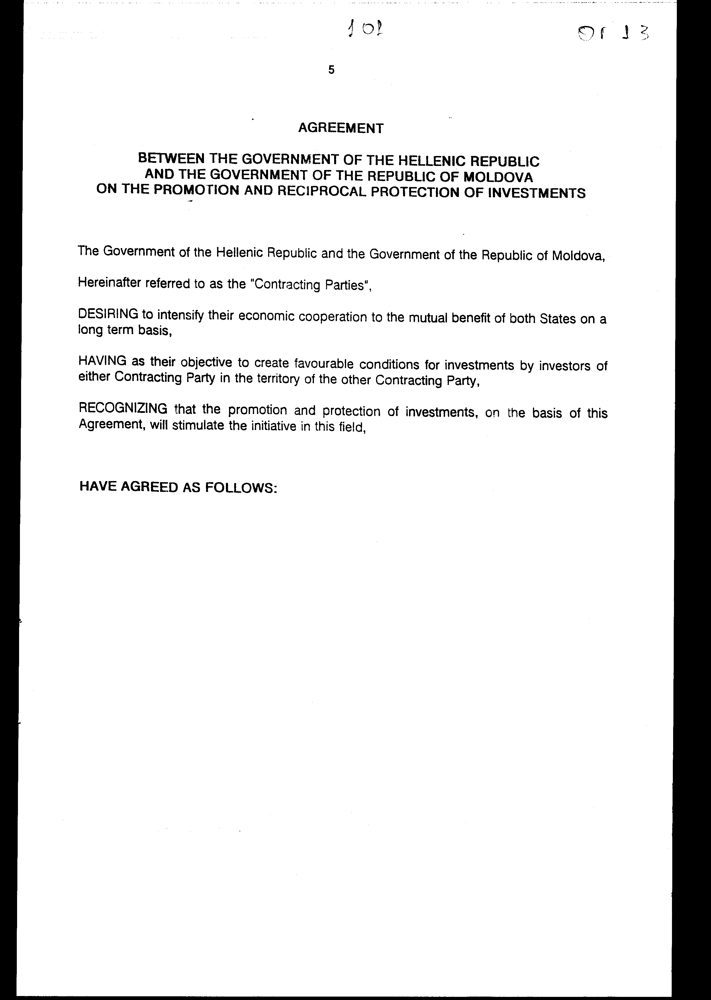 5
AGREEMENT
BETWEEN THE GOVERNMENT OF THE HELLENIC REPUBLIC
AND THE GOVERNMENT OF THE REPUBLIC OF MOLDOVA
ON THE PROMOTION AND RECIPROCAL PROTECTION OF INVESTMENTS
The Government of the Hellenic Republic and the Government of the Republic of Moldova,
Hereinafter referred to as the "Contracting Parties",
DESIRING to intensify their economic cooperation to the mutual benefit of both States on a
long term basis,
HAVING as their objective to create favourable conditions for investments by investors of
either Contracting Party in the territory of the other Contracting Party,
RECOGNIZING that the promotion and protection of investments, on the basis of this
Agreement, will stimulate the initiative in this field,
HAVE AGREED AS FOLLOWS: